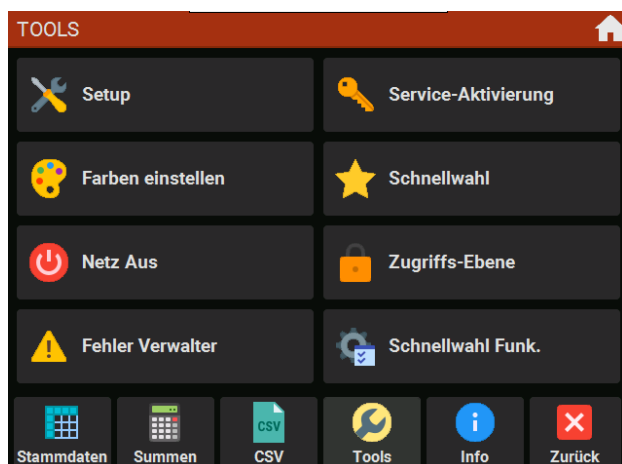 TOOLS
Setup
Service-Aktivierung
Farben einstellen
Schnellwahl
Netz Aus
Zugriffs-Ebene
Fehler Verwalter
Schnellwahl Funk.
CSV
i
Stammdaten
Summen
CSV
Tools
Info
Zurück